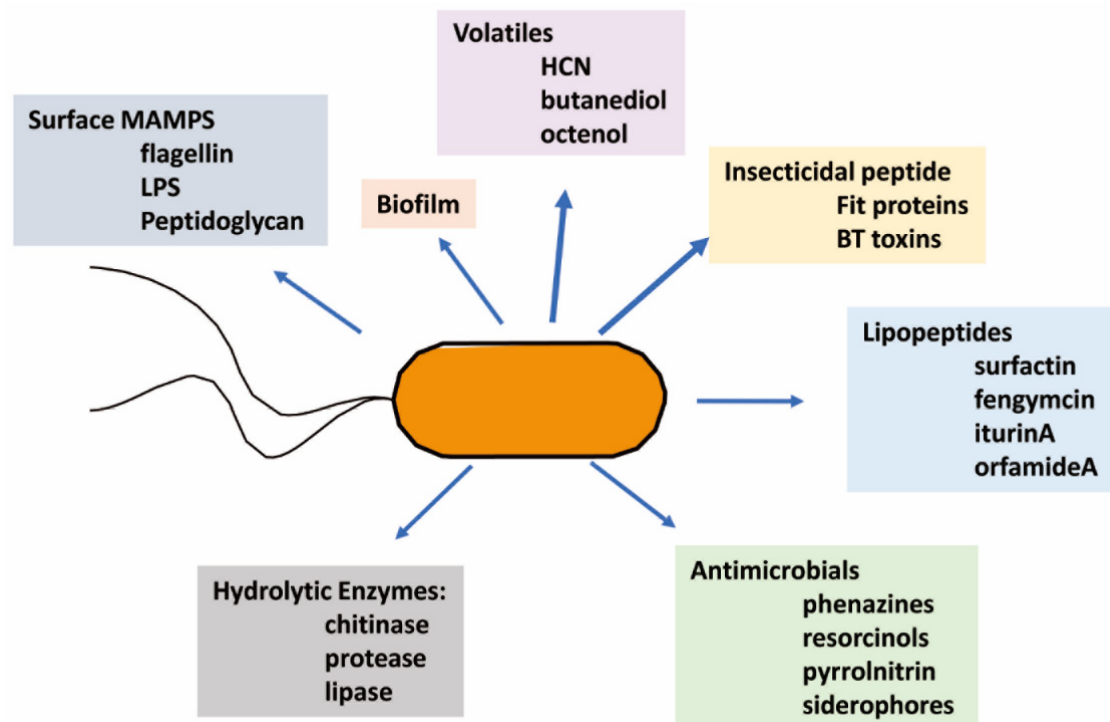 Volatiles
HCN
butanediol
octenol
Surface MAMPS
flagellin
LPS
Peptidoglycan
Biofilm
Insecticidal peptide
Fit proteins
BT toxins
Lipopeptides
surfactin
fengymcin
iturinA
orfamideA
Hydrolytic Enzymes:
chitinase
protease
lipase
Antimicrobials
phenazines
resorcinols
pyrrolnitrin
siderophores